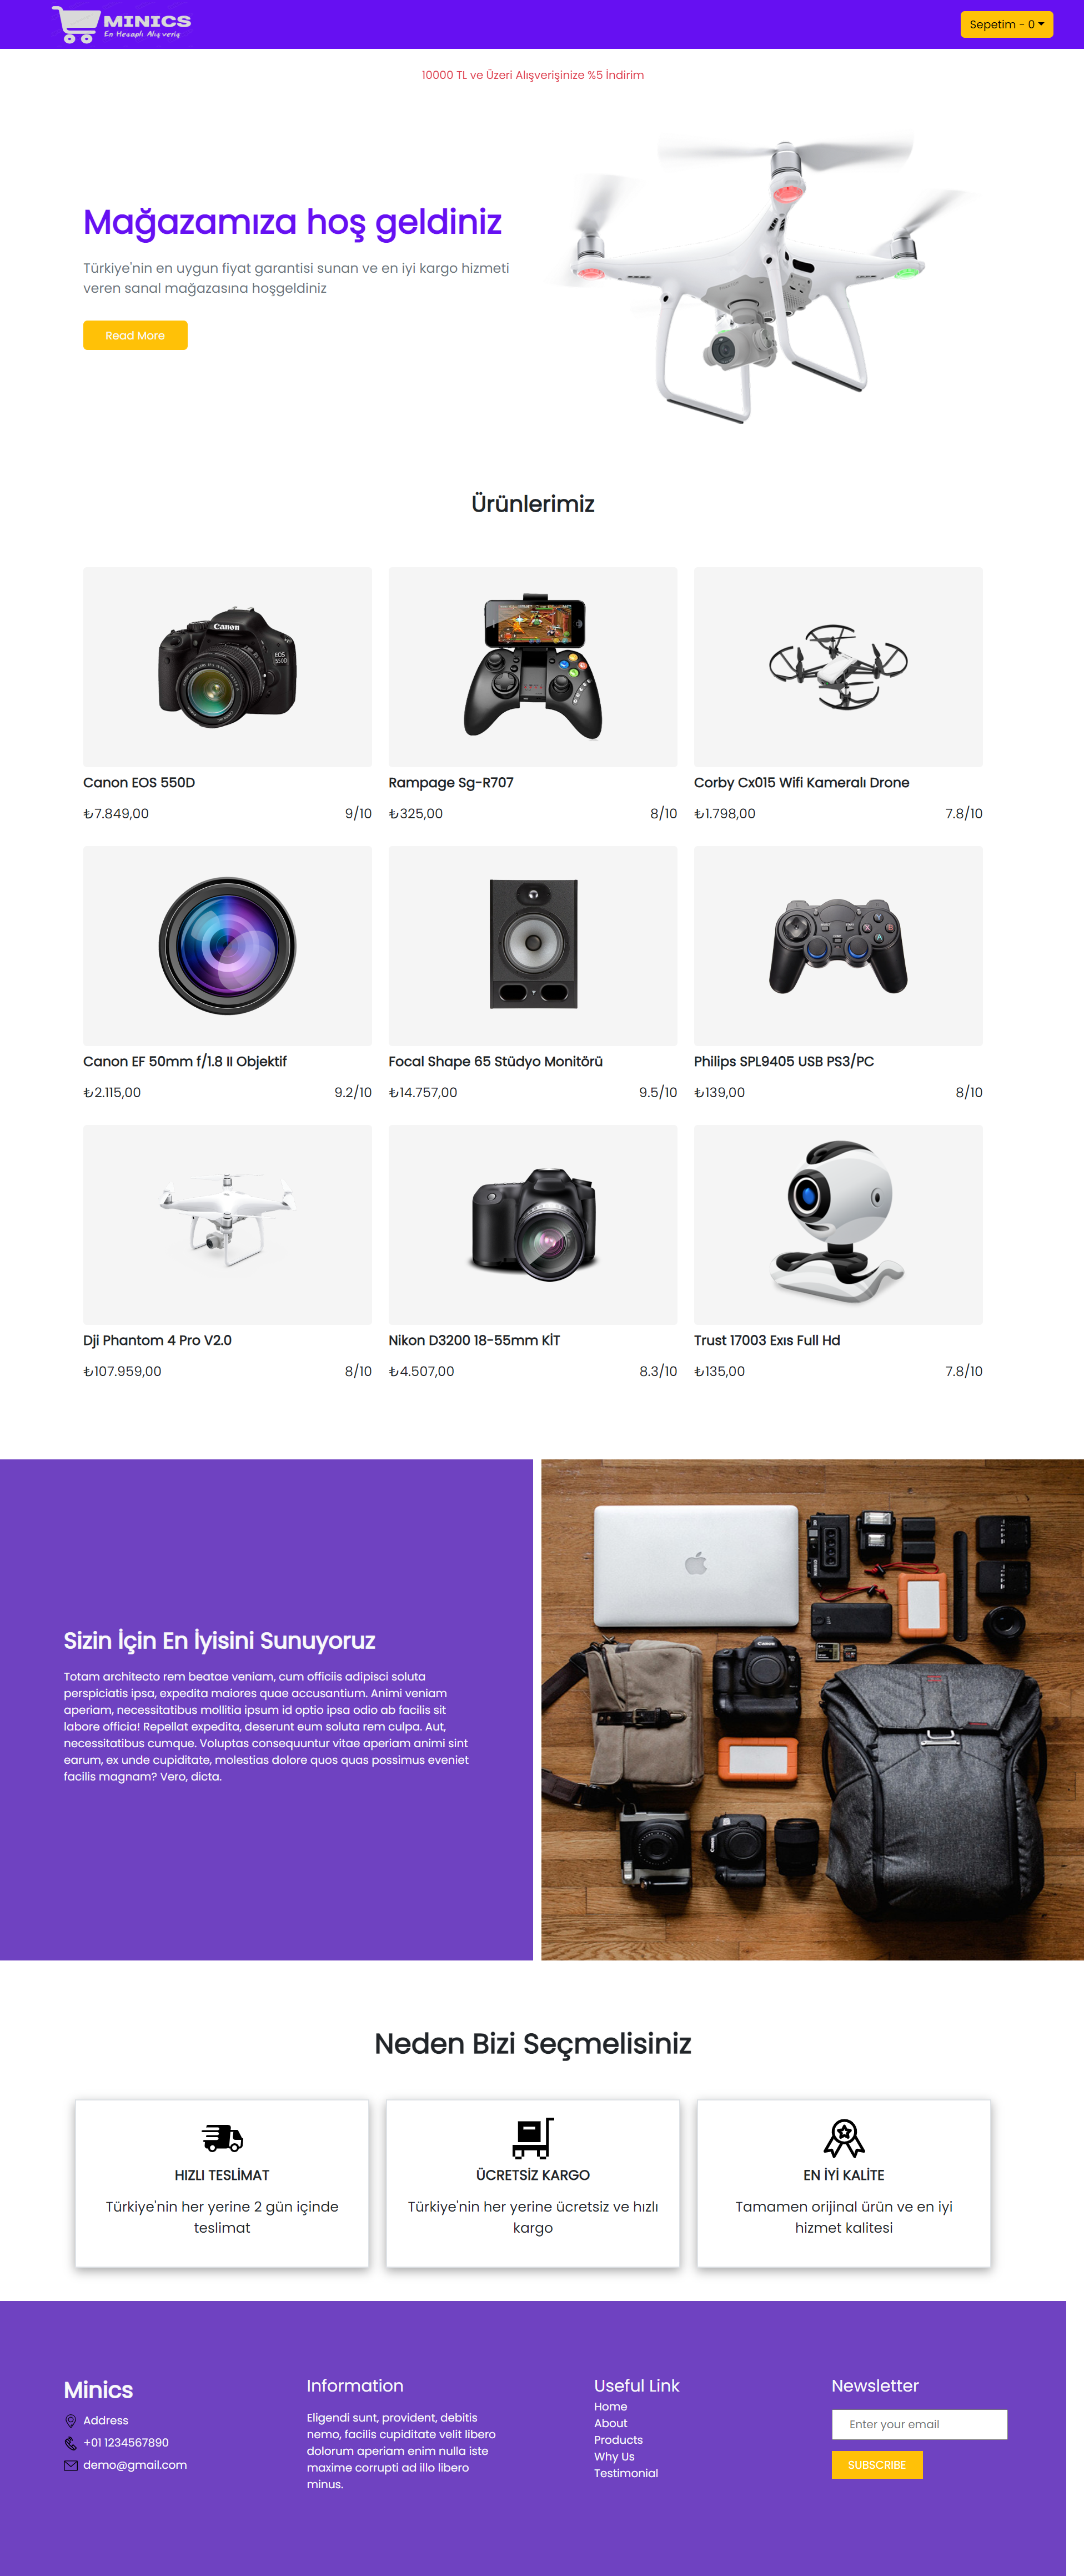 MINICS
En Hesaplı Alış veriş
Sepetim - 0
10000 TL ve Üzeri Alışverişinize %5 İndirim
Mağazamıza hoş geldiniz
Türkiye'nin en uygun fiyat garantisi sunan ve en iyi kargo hizmeti
veren sanal mağazasına hoşgeldiniz
Read More
Ürünlerimiz
Canon
EOS
550D
Canon EOS 550D
₺7.849,00
9/10
Rampage Sg-R707
₺325,00
8/10
Corby Cx015 Wifi Kameralı Drone
₺1.798,00
7.8/10
Canon EF 50mm f/1.8 II Objektif
₺2.115,00
9.2/10
Focal Shape 65 Stüdyo Monitörü
₺14.757,00
9.5/10
Y
X
B
A
Philips SPL9405 USB PS3/PC
₺139,00
8/10
Dji Phantom 4 Pro V2.0
₺107.959,00
8/10
Nikon D3200 18-55mm KİT
₺4.507,00
8.3/10
Trust 17003 Exıs Full Hd
₺135,00
7.8/10
Sizin İçin En İyisini Sunuyoruz
Totam architecto rem beatae veniam, cum officiis adipisci soluta
perspiciatis ipsa, expedita maiores quae accusantium. Animi veniam
aperiam, necessitatibus mollitia ipsum id optio ipsa odio ab facilis sit
labore officia! Repellat expedita, deserunt eum soluta rem culpa. Aut,
necessitatibus cumque. Voluptas consequuntur vitae aperiam animi sint
earum, ex unde cupiditate, molestias dolore quos quas possimus eveniet
facilis magnam? Vero, dicta.
Canon
Neden Bizi Seçmelisiniz
HIZLI TESLİMAT
Türkiye'nin her yerine 2 gün içinde
teslimat
ÜCRETSİZ KARGO
Türkiye'nin her yerine ücretsiz ve hızlı
kargo
EN İYİ KALİTE
Tamamen orijinal ürün ve en iyi
hizmet kalitesi
Minics
Address
+01 1234567890
demo@gmail.com
Information
Eligendi sunt, provident, debitis
nemo, facilis cupiditate velit libero
dolorum aperiam enim nulla iste
maxime corrupti ad illo libero
minus.
Useful Link
Home
About
Products
Why Us
Testimonial
Newsletter
Enter your email
SUBSCRIBE